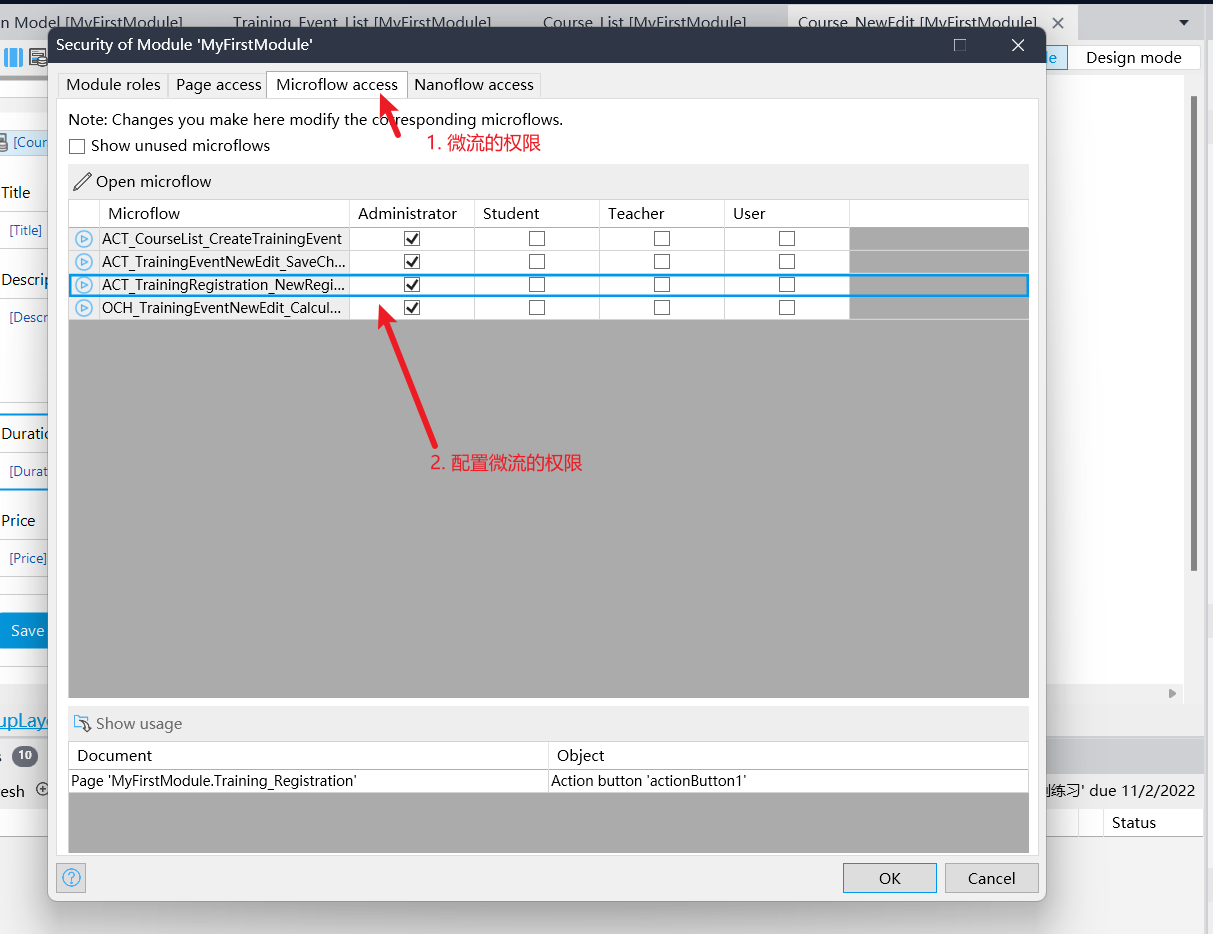 n Model [MyFirstModule] Training_Event_List [MyFirstModule] Course_List [MyFirstModule] Course_NewEdit [MyFirstModule]
Security of Module 'MyFirstModule'
Design mode
Module roles Page access Microflow access Nanoflow access
Note: Changes you make here modify the corresponding microflows.
1. 微流的权限
[Cour
Show unused microflows
Open microflow
Title
Microflow Administrator Student Teacher User
[Title]
ACT_CourseList_CreateTrainingEvent
ACT_TrainingEventNewEdit_SaveCh...
Descrip
ACT_TrainingRegistration_NewRegi...
OCH_TrainingEventNewEdit_Calcul...
[Descr
Duratio
2. 配置微流的权限
[Durat
Price
[Price]
Save
upLayo
Show usage
10
Document Object
Page 'MyFirstModule.Training_Registration' Action button 'actionButton1'
esh
练习' due 11/2/2022
Status
OK Cancel